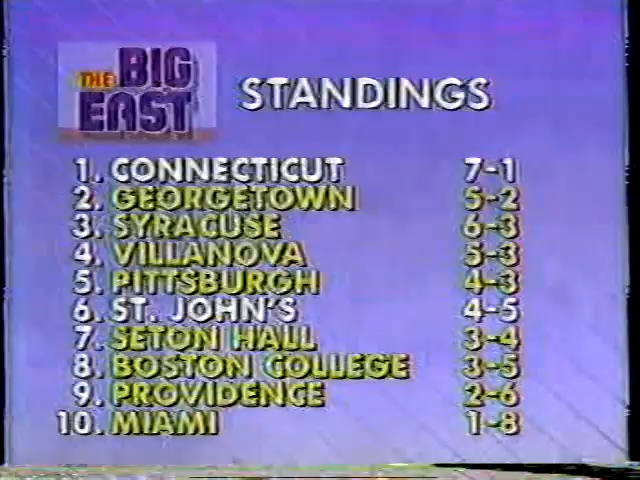 THE BIG EAST
STANDINGS
1. CONNECTICUT 7-1
2. GEORGETOWN 5-2
3. SYRACUSE 6-3
4. VILLANOVA 5-3
5. PITTSBURGH 4-3
6. ST. JOHN'S 4-5
7. SETON HALL 3-4
8. BOSTON COLLEGE 3-5
9. PROVIDENCE 2-6
10. MIAMI 1-8